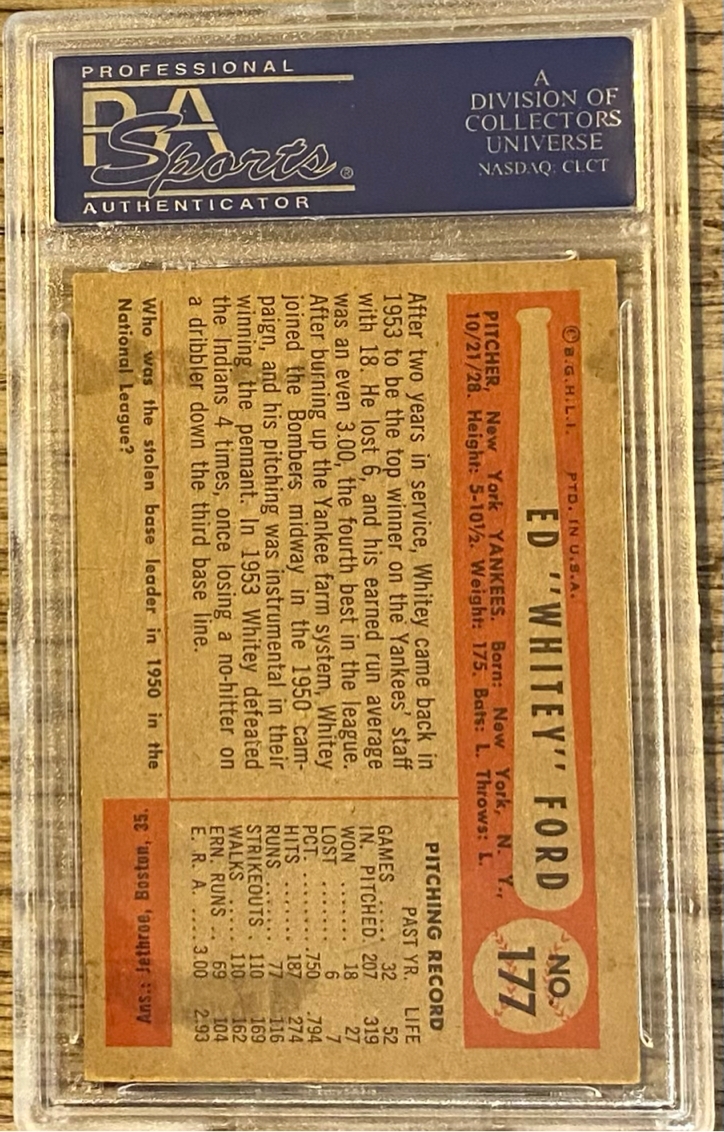 PROFESSIONAL
PSA
Sports®
AUTHENTICATOR
A
DIVISION OF
COLLECTORS
UNIVERSE
NASDAQ: CLCT
© B.G.H.L.I. PTD. IN U.S.A.
ED "WHITEY" FORD
NO.
177
PITCHER, New York YANKEES. Born: New York, N. Y.,
10/21/28. Height: 5-10½. Weight: 175. Bats: L. Throws: L.
After two years in service, Whitey came back in
1953 to be the top winner on the Yankees' staff
with 18. He lost 6, and his earned run average
was an even 3.00, the fourth best in the league.
After burning up the Yankee farm system, Whitey
joined the Bombers midway in the 1950 cam-
paign, and his pitching was instrumental in their
winning the pennant. In 1953 Whitey defeated
the Indians 4 times, once losing a no-hitter on
a dribbler down the third base line.
PITCHING RECORD
PAST YR. LIFE
GAMES ..... 32 52
IN. PITCHED 207 319
WON ....... 18 27
LOST ....... 6 7
PCT. ........ .750 .794
HITS ....... 187 274
RUNS ....... 77 116
STRIKEOUTS 110 169
WALKS ..... 110 162
ERN. RUNS .. 69 104
E. R. A. .... 3.00 2.93
Who was the stolen base leader in 1950 in the
National League?
Ans: Jethroe, Boston, 35.